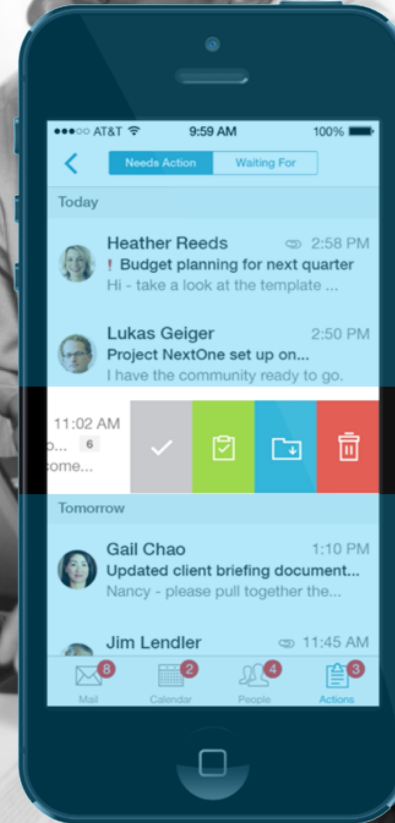 AT&T 9:59 AM 100%
Needs Action Waiting For
Today
Heather Reeds 2:58 PM
! Budget planning for next quarter
Hi - take a look at the template ...
Lukas Geiger 2:50 PM
Project NextOne set up on...
I have the community ready to go.
11:02 AM
o... 6
come...
Tomorrow
Gail Chao 1:10 PM
Updated client briefing document...
Nancy - please pull together the...
Jim Lendler 11:45 AM
8 2 4 3
Mail Calendar People Actions